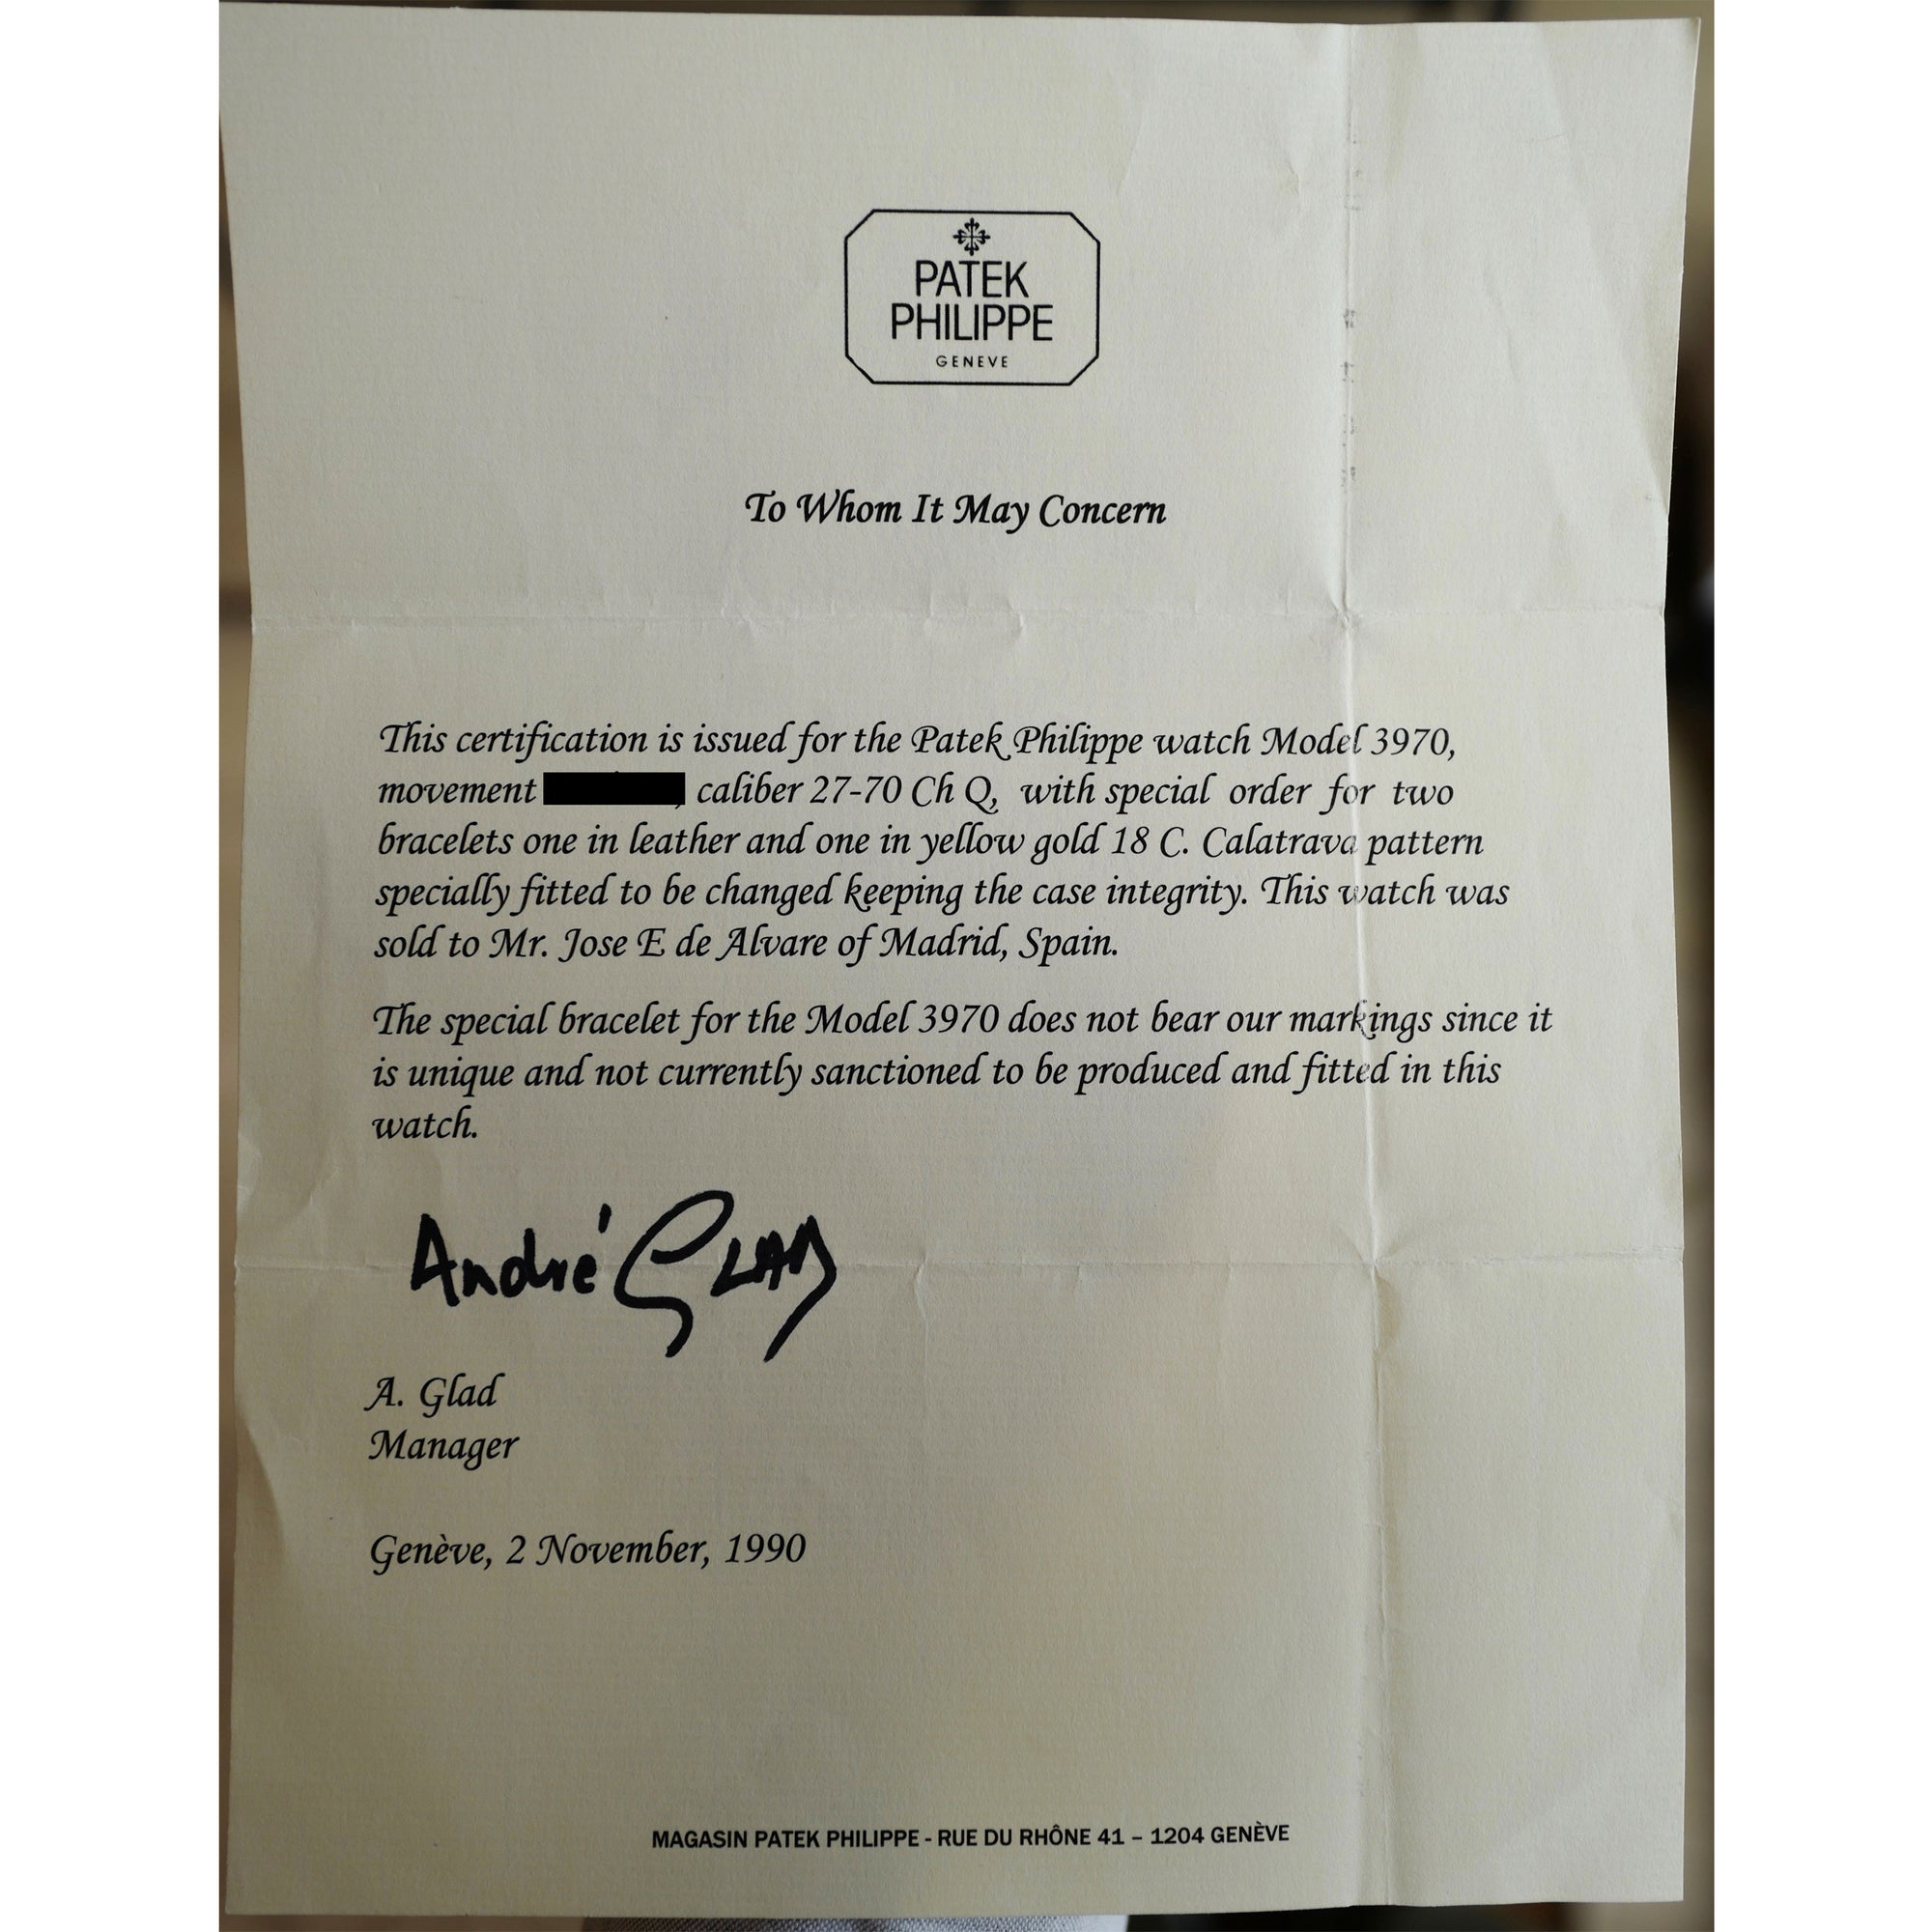 PATEK
PHILIPPE
GENEVE
To Whom It May Concern
This certification is issued for the Patek Philippe watch Model 3970,
movement , caliber 27-70 Ch Q, with special order for two
bracelets one in leather and one in yellow gold 18 C. Calatrava pattern
specially fitted to be changed keeping the case integrity. This watch was
sold to Mr. Jose E de Alvare of Madrid, Spain.
The special bracelet for the Model 3970 does not bear our markings since it
is unique and not currently sanctioned to be produced and fitted in this
watch.
André GLAD
A. Glad
Manager
Genève, 2 November, 1990
MAGASIN PATEK PHILIPPE - RUE DU RHÔNE 41 – 1204 GENÈVE